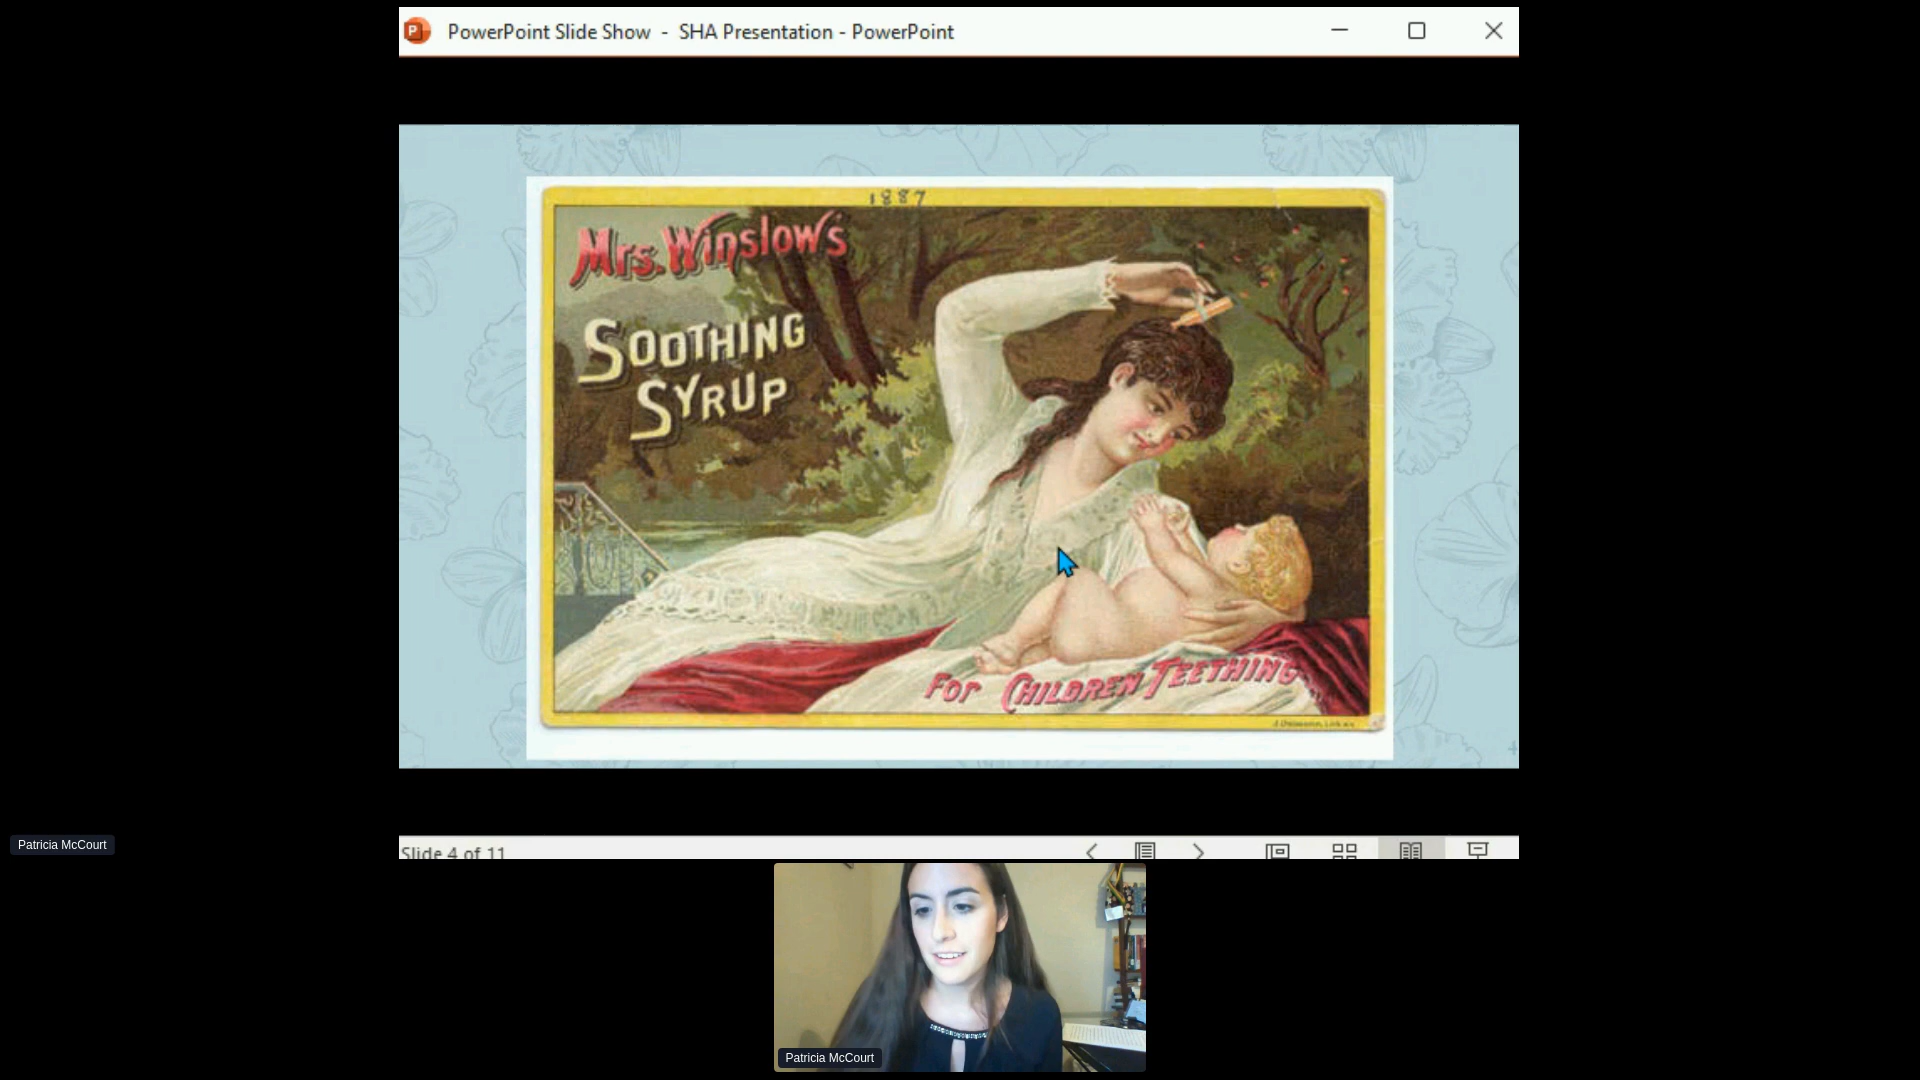 PowerPoint Slide Show - SHA Presentation - PowerPoint
1887
Mrs. Winslow's
SOOTHING
SYRUP
FOR CHILDREN TEETHING
Slide 4 of 11
Patricia McCourt
Patricia McCourt